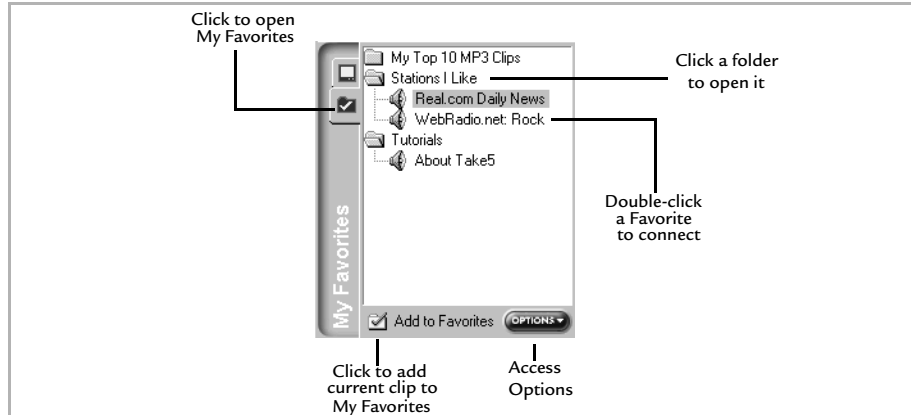 Click to open
My Favorites
My Top 10 MP3 Clips
Stations I Like
Click a folder
to open it
Real.com Daily News
WebRadio.net: Rock
Tutorials
About Take5
Double-click
a Favorite
to connect
My Favorites
Add to Favorites
OPTIONS
Click to add
current clip to
My Favorites
Access
Options